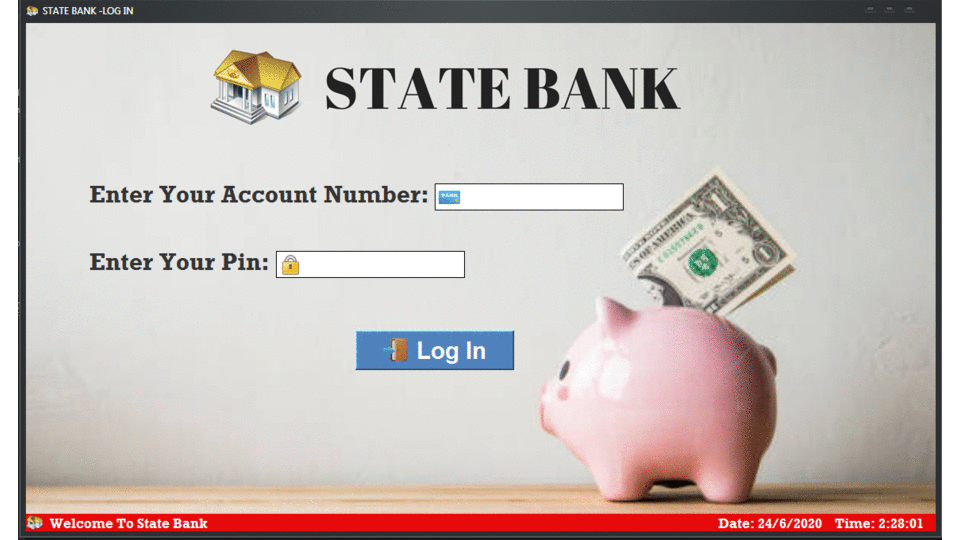 STATE BANK -LOG IN
STATE BANK
Enter Your Account Number:
BANK
Enter Your Pin:
Log In
Welcome To State Bank
Date: 24/6/2020 Time: 2:28:01